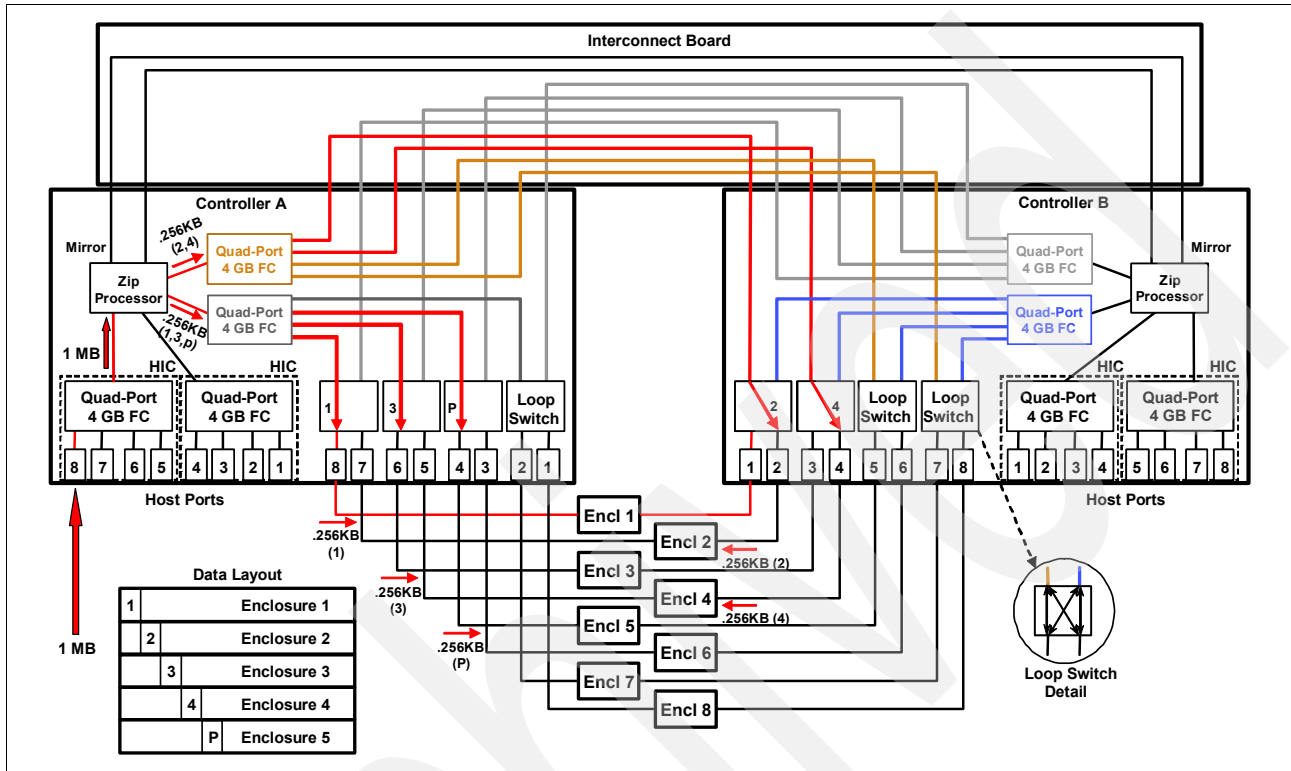 Interconnect Board
Controller A
Controller B
Mirror
.256KB
(2,4)
Quad-Port
4 GB FC
Zip
Processor
.256KB
(1,3,p)
Quad-Port
4 GB FC
1 MB
HIC
HIC
Quad-Port
4 GB FC
Quad-Port
4 GB FC
1
3
P
Loop
Switch
8 7 6 5 4 3 2 1
8 7 6 5 4 3 2 1
Host Ports
Quad-Port
4 GB FC
Mirror
Zip
Processor
Quad-Port
4 GB FC
HIC
HIC
2
4
Loop
Switch
Loop
Switch
Quad-Port
4 GB FC
Quad-Port
4 GB FC
1 2 3 4 5 6 7 8
1 2 3 4 5 6 7 8
Host Ports
Encl 1
.256KB
(1)
Encl 2
.256KB (2)
Encl 3
.256KB
(3)
Encl 4
.256KB (4)
Encl 5
.256KB
(P)
Encl 6
Encl 7
Encl 8
Loop Switch
Detail
1 MB
Data Layout
1 Enclosure 1
2 Enclosure 2
3 Enclosure 3
4 Enclosure 4
P Enclosure 5